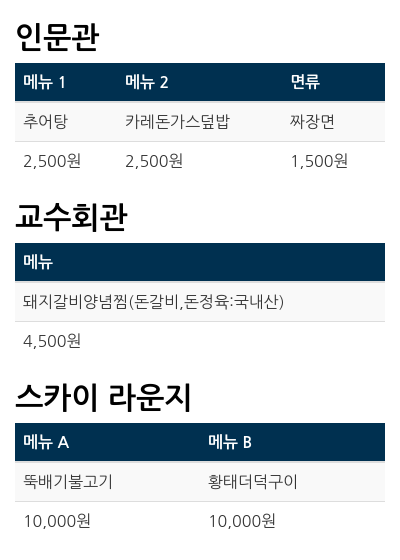 인문관
메뉴 1 메뉴 2 면류
추어탕 카레돈가스덮밥 짜장면
2,500원 2,500원 1,500원
교수회관
메뉴
돼지갈비양념찜(돈갈비,돈정육:국내산)
4,500원
스카이 라운지
메뉴 A 메뉴 B
뚝배기불고기 황태더덕구이
10,000원 10,000원